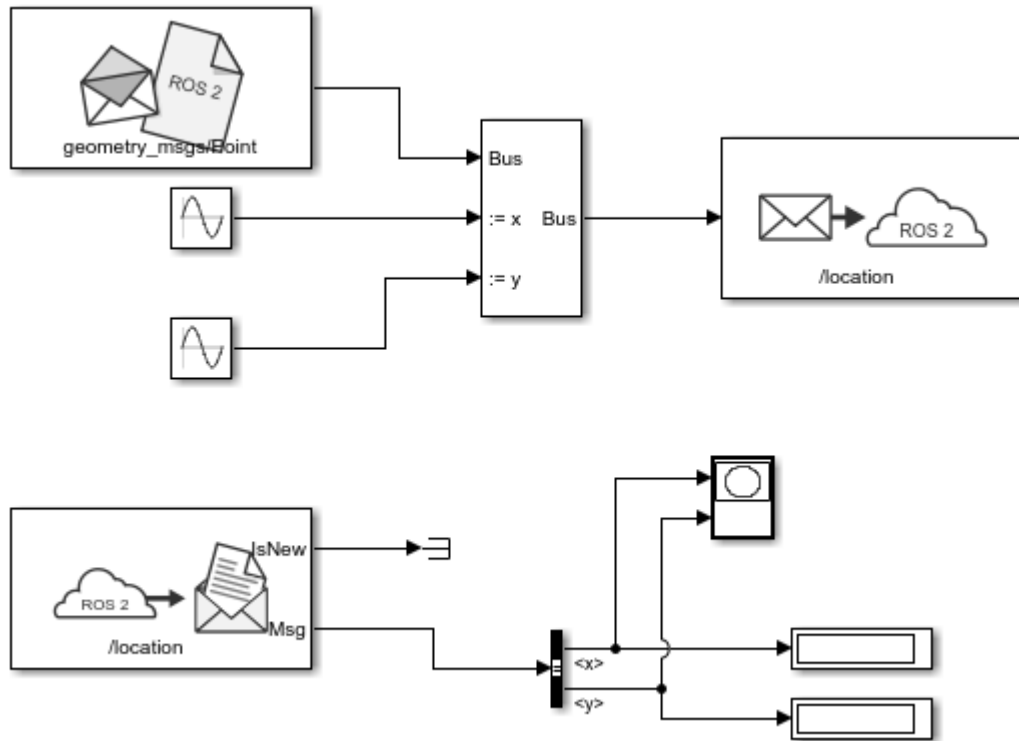 ROS 2
geometry_msgs/Point
Bus
:= x
Bus
:= y
ROS 2
/location
IsNew
ROS 2
Msg
/location
<x>
<y>